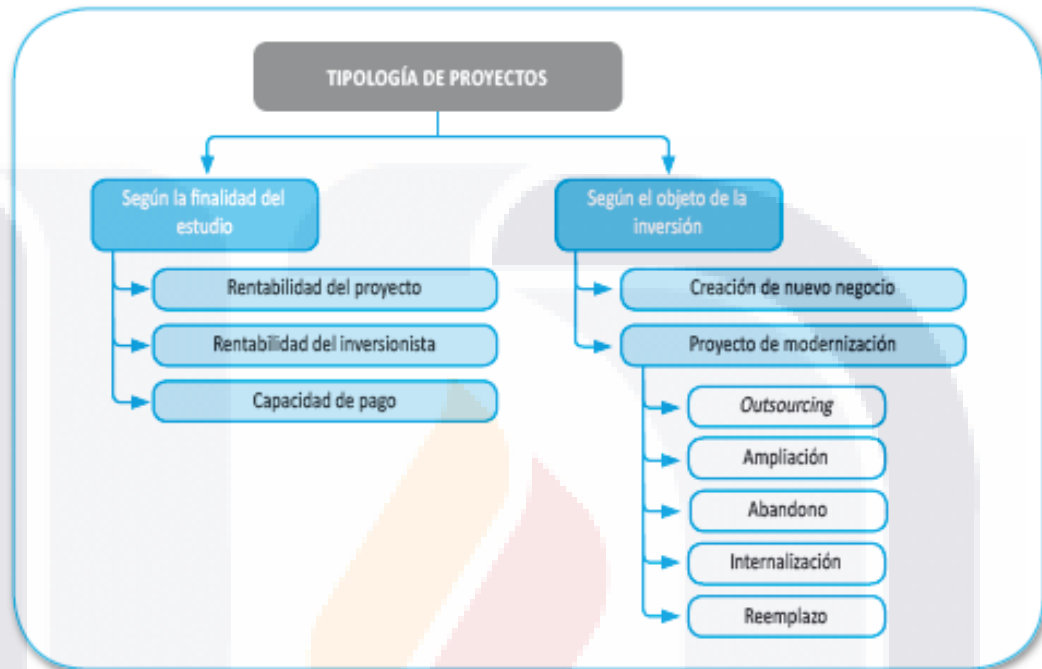 TIPOLOGÍA DE PROYECTOS
Según la finalidad del
estudio
Rentabilidad del proyecto
Rentabilidad del inversionista
Capacidad de pago
Según el objeto de la
inversión
Creación de nuevo negocio
Proyecto de modernización
Outsourcing
Ampliación
Abandono
Internalización
Reemplazo